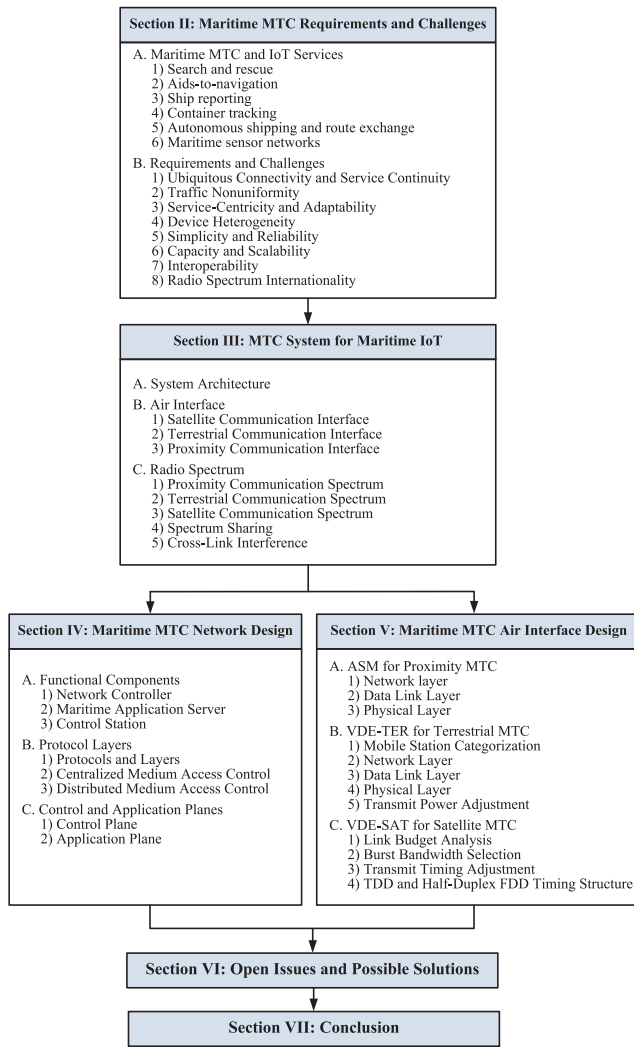 Section II: Maritime MTC Requirements and Challenges
A. Maritime MTC and IoT Services
1) Search and rescue
2) Aids-to-navigation
3) Ship reporting
4) Container tracking
5) Autonomous shipping and route exchange
6) Maritime sensor networks
B. Requirements and Challenges
1) Ubiquitous Connectivity and Service Continuity
2) Traffic Nonuniformity
3) Service-Centricity and Adaptability
4) Device Heterogeneity
5) Simplicity and Reliability
6) Capacity and Scalability
7) Interoperability
8) Radio Spectrum Internationality
Section III: MTC System for Maritime IoT
A. System Architecture
B. Air Interface
1) Satellite Communication Interface
2) Terrestrial Communication Interface
3) Proximity Communication Interface
C. Radio Spectrum
1) Proximity Communication Spectrum
2) Terrestrial Communication Spectrum
3) Satellite Communication Spectrum
4) Spectrum Sharing
5) Cross-Link Interference
Section IV: Maritime MTC Network Design
A. Functional Components
1) Network Controller
2) Maritime Application Server
3) Control Station
B. Protocol Layers
1) Protocols and Layers
2) Centralized Medium Access Control
3) Distributed Medium Access Control
C. Control and Application Planes
1) Control Plane
2) Application Plane
Section V: Maritime MTC Air Interface Design
A. ASM for Proximity MTC
1) Network layer
2) Data Link Layer
3) Physical Layer
B. VDE-TER for Terrestrial MTC
1) Mobile Station Categorization
2) Network Layer
3) Data Link Layer
4) Physical Layer
5) Transmit Power Adjustment
C. VDE-SAT for Satellite MTC
1) Link Budget Analysis
2) Burst Bandwidth Selection
3) Transmit Timing Adjustment
4) TDD and Half-Duplex FDD Timing Structure
Section VI: Open Issues and Possible Solutions
Section VII: Conclusion